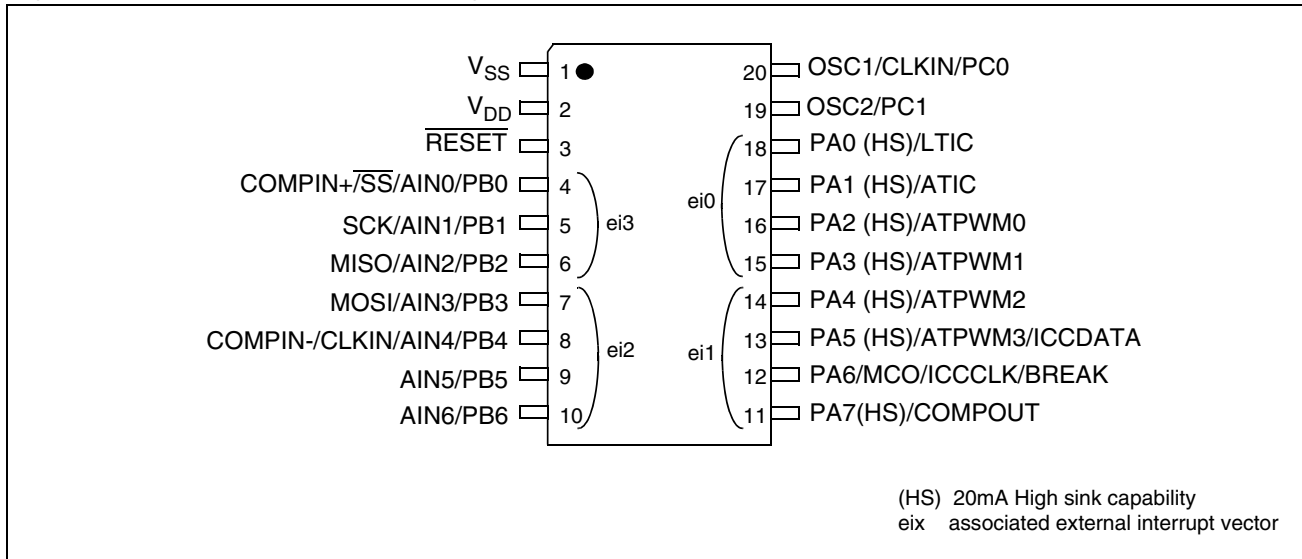 VSS 1 20 OSC1/CLKIN/PC0
VDD 2 19 OSC2/PC1
RESET 3 18 PA0 (HS)/LTIC
COMPIN+/SS/AIN0/PB0 4 17 PA1 (HS)/ATIC
ei3 ei0
SCK/AIN1/PB1 5 16 PA2 (HS)/ATPWM0
MISO/AIN2/PB2 6 15 PA3 (HS)/ATPWM1
MOSI/AIN3/PB3 7 14 PA4 (HS)/ATPWM2
COMPIN-/CLKIN/AIN4/PB4 8 13 PA5 (HS)/ATPWM3/ICCDATA
ei2 ei1
AIN5/PB5 9 12 PA6/MCO/ICCCLK/BREAK
AIN6/PB6 10 11 PA7(HS)/COMPOUT
(HS) 20mA High sink capability
eix associated external interrupt vector